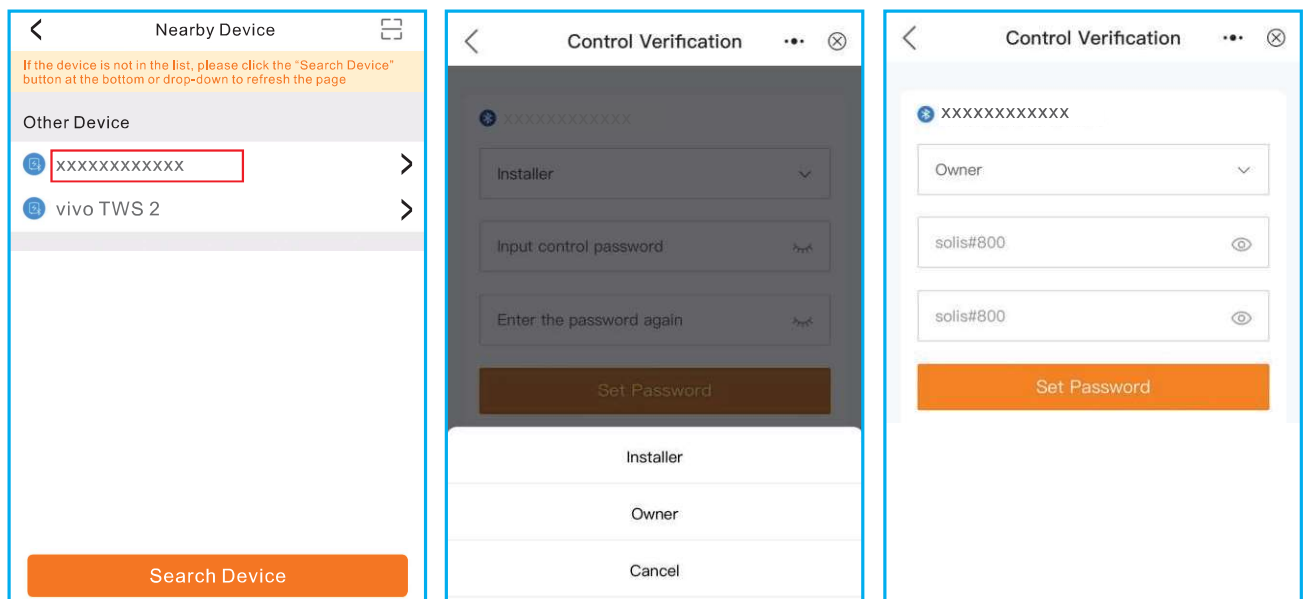 Nearby Device
If the device is not in the list, please click the "Search Device"
button at the bottom or drop-down to refresh the page
Other Device
xxxxxxxxxxxx
vivo TWS 2
Search Device
Control Verification
xxxxxxxxxxxx
Installer
Input control password
Enter the password again
Set Password
Installer
Owner
Cancel
Control Verification
xxxxxxxxxxxx
Owner
solis#800
solis#800
Set Password